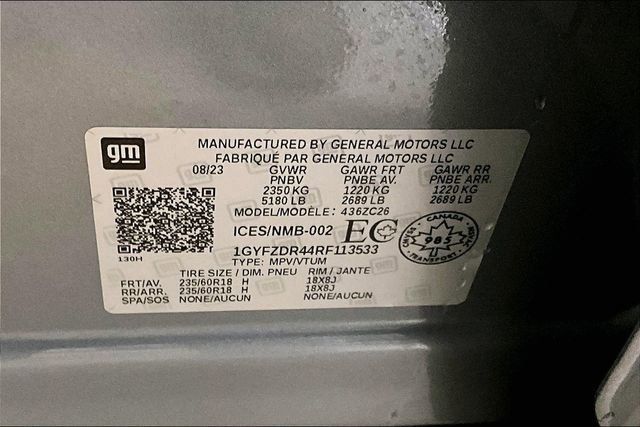 gm
MANUFACTURED BY GENERAL MOTORS LLC
FABRIQUÉ PAR GENERAL MOTORS LLC
08/23 GVWR GAWR FRT GAWR RR
PNBV PNBE AV. PNBE ARR.
2350 KG 1220 KG 1220 KG
5180 LB 2689 LB 2689 LB
MODEL/MODÈLE: 436ZC26
ICES/NMB-002 EC
CANADA
985
TRANSPORT
1GYFZDR44RF113533
130H
TYPE: MPV/VTUM
TIRE SIZE / DIM. PNEU RIM / JANTE
FRT/AV. 235/60R18 H 18X8J
RR/ARR. 235/60R18 H 18X8J
SPA/SOS NONE/AUCUN NONE/AUCUN